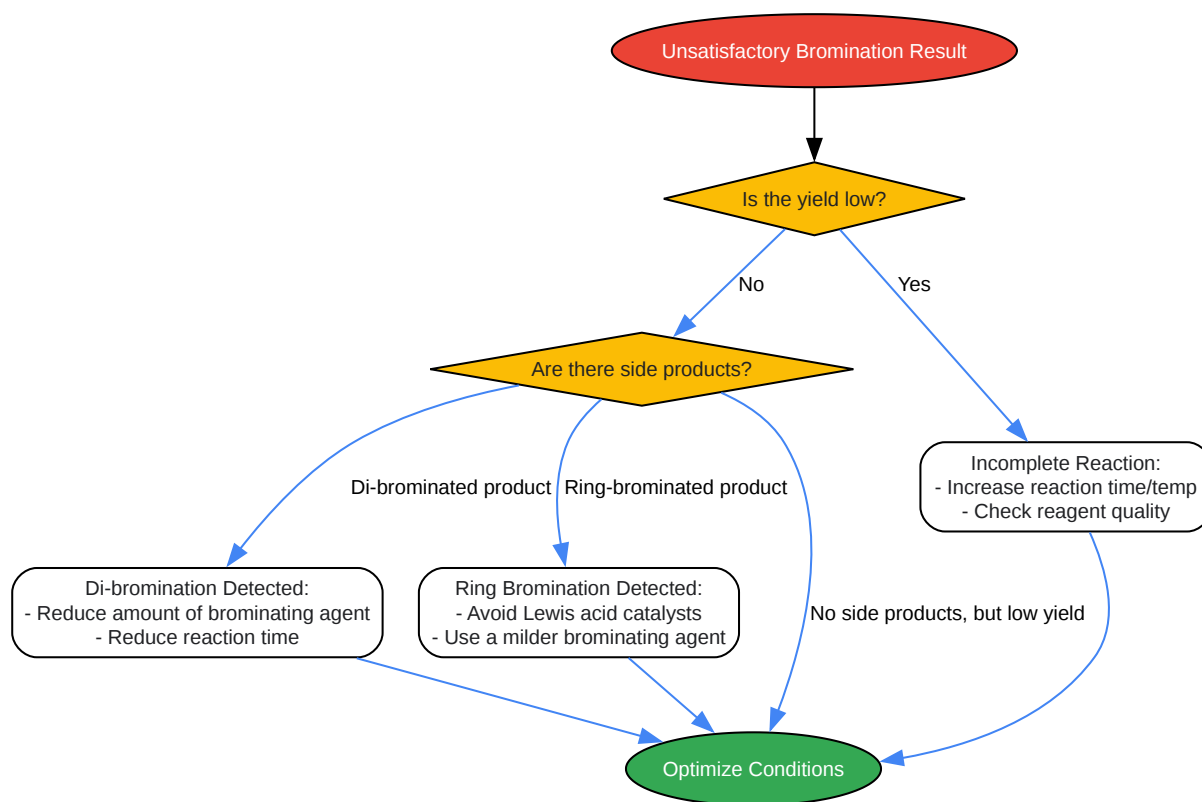 Unsatisfactory Bromination Result
Is the yield low?
No
Yes
Are there side products?
Di-brominated product
Ring-brominated product
Incomplete Reaction:
- Increase reaction time/temp
- Check reagent quality
Di-bromination Detected:
- Reduce amount of brominating agent
- Reduce reaction time
Ring Bromination Detected:
- Avoid Lewis acid catalysts
- Use a milder brominating agent
No side products, but low yield
Optimize Conditions